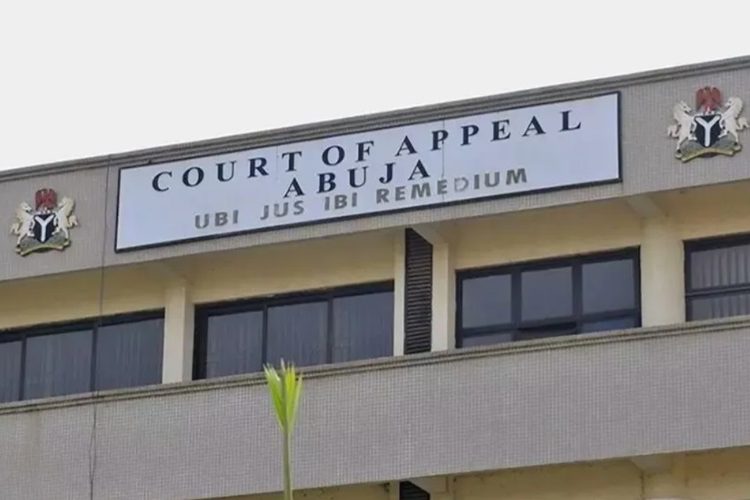 COURT OF APPEAL
ABUJA
UBI JUS IBI REMEDIUM